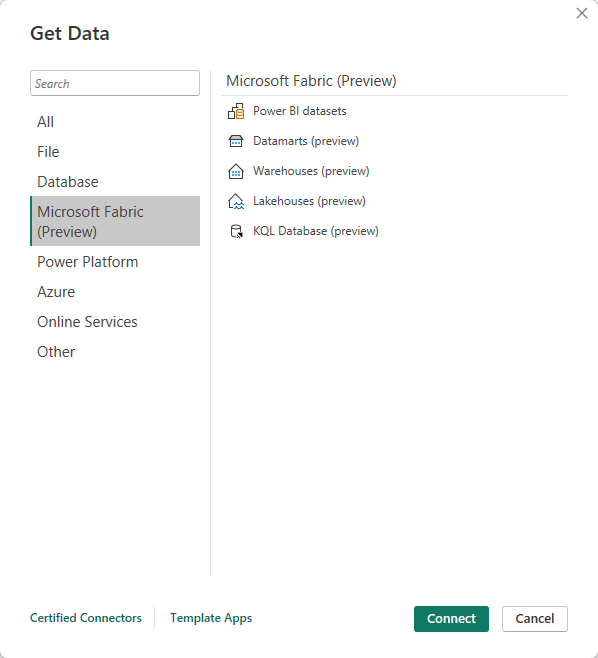 Get Data
Search
All
File
Database
Microsoft Fabric
(Preview)
Power Platform
Azure
Online Services
Other
Microsoft Fabric (Preview)
Power BI datasets
Datamarts (preview)
Warehouses (preview)
Lakehouses (preview)
KQL Database (preview)
Certified Connectors
Template Apps
Connect
Cancel